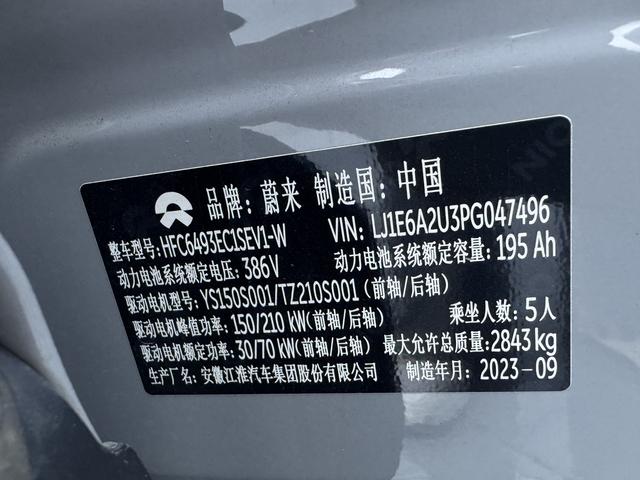 品牌：蔚来 制造国：中国
整车型号：HFC6493EC1SEV1-W VIN：LJ1E6A2U3PG047496
动力电池系统额定电压：386V 动力电池系统额定容量：195 Ah
驱动电机型号：YS150S001/TZ210S001（前轴/后轴）
驱动电机峰值功率：150/210 kW（前轴/后轴） 乘坐人数：5人
驱动电机额定功率：30/70 kW（前轴/后轴） 最大允许总质量：2843kg
生产厂名：安徽江淮汽车集团股份有限公司 制造年月：2023-09